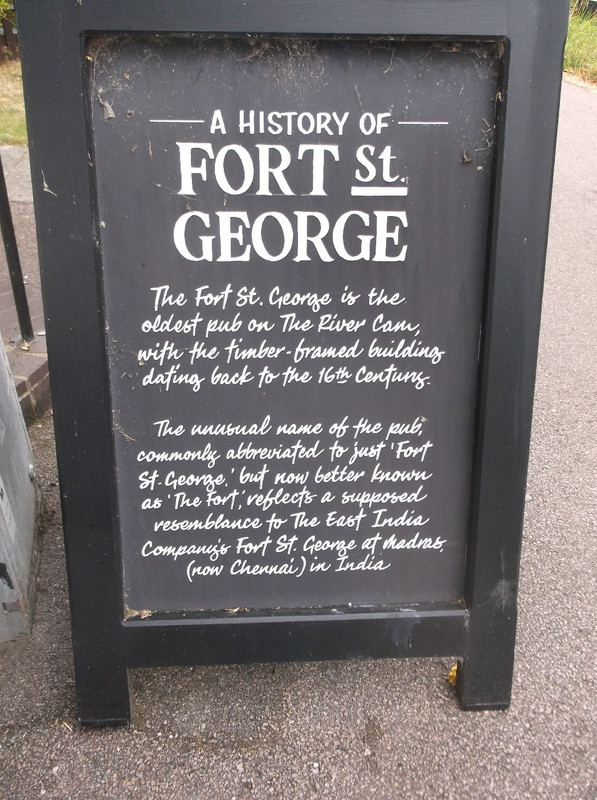 A HISTORY OF
FORT St.
GEORGE
The Fort St. George is the
oldest pub on The River Cam,
with the timber-framed building
dating back to the 16th Century.
The unusual name of the pub,
commonly abbreviated to just 'Fort
St. George,' but now better known
as 'The Fort,' reflects a supposed
resemblance to The East India
Company's Fort St. George at Madras,
(now Chennai) in India